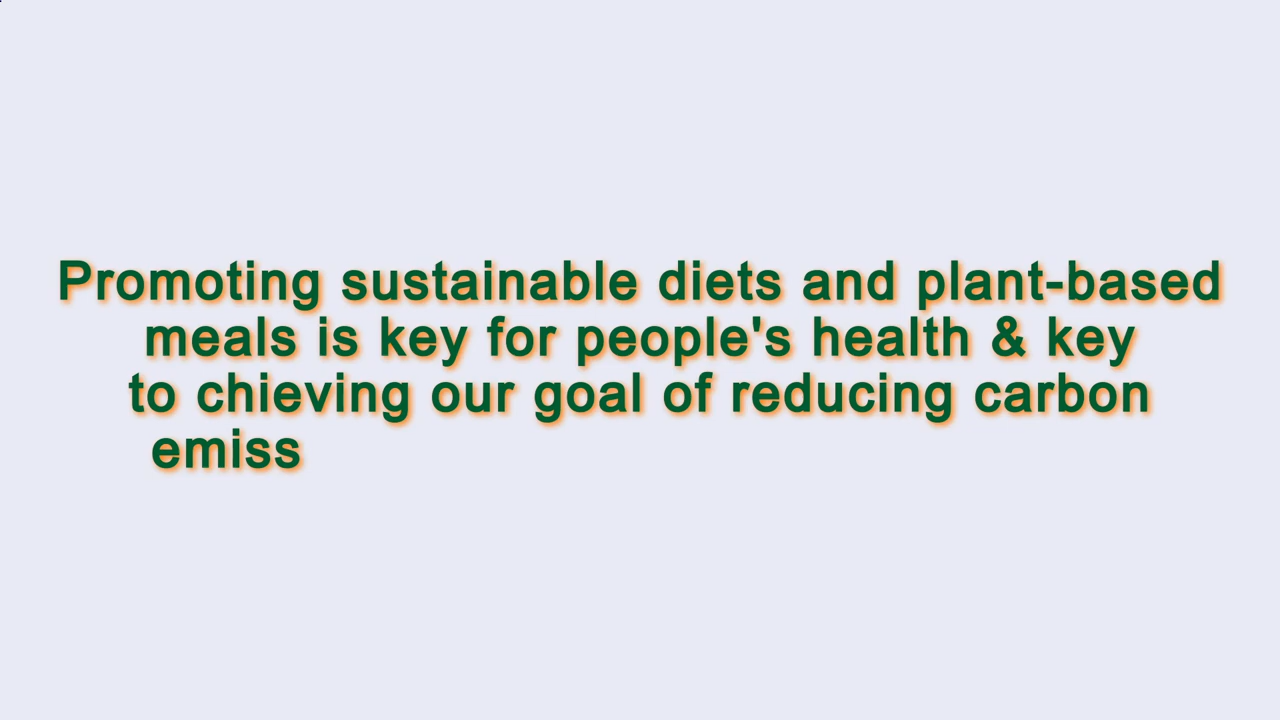 Promoting sustainable diets and plant-based
meals is key for people's health & key
to chieving our goal of reducing carbon
emiss